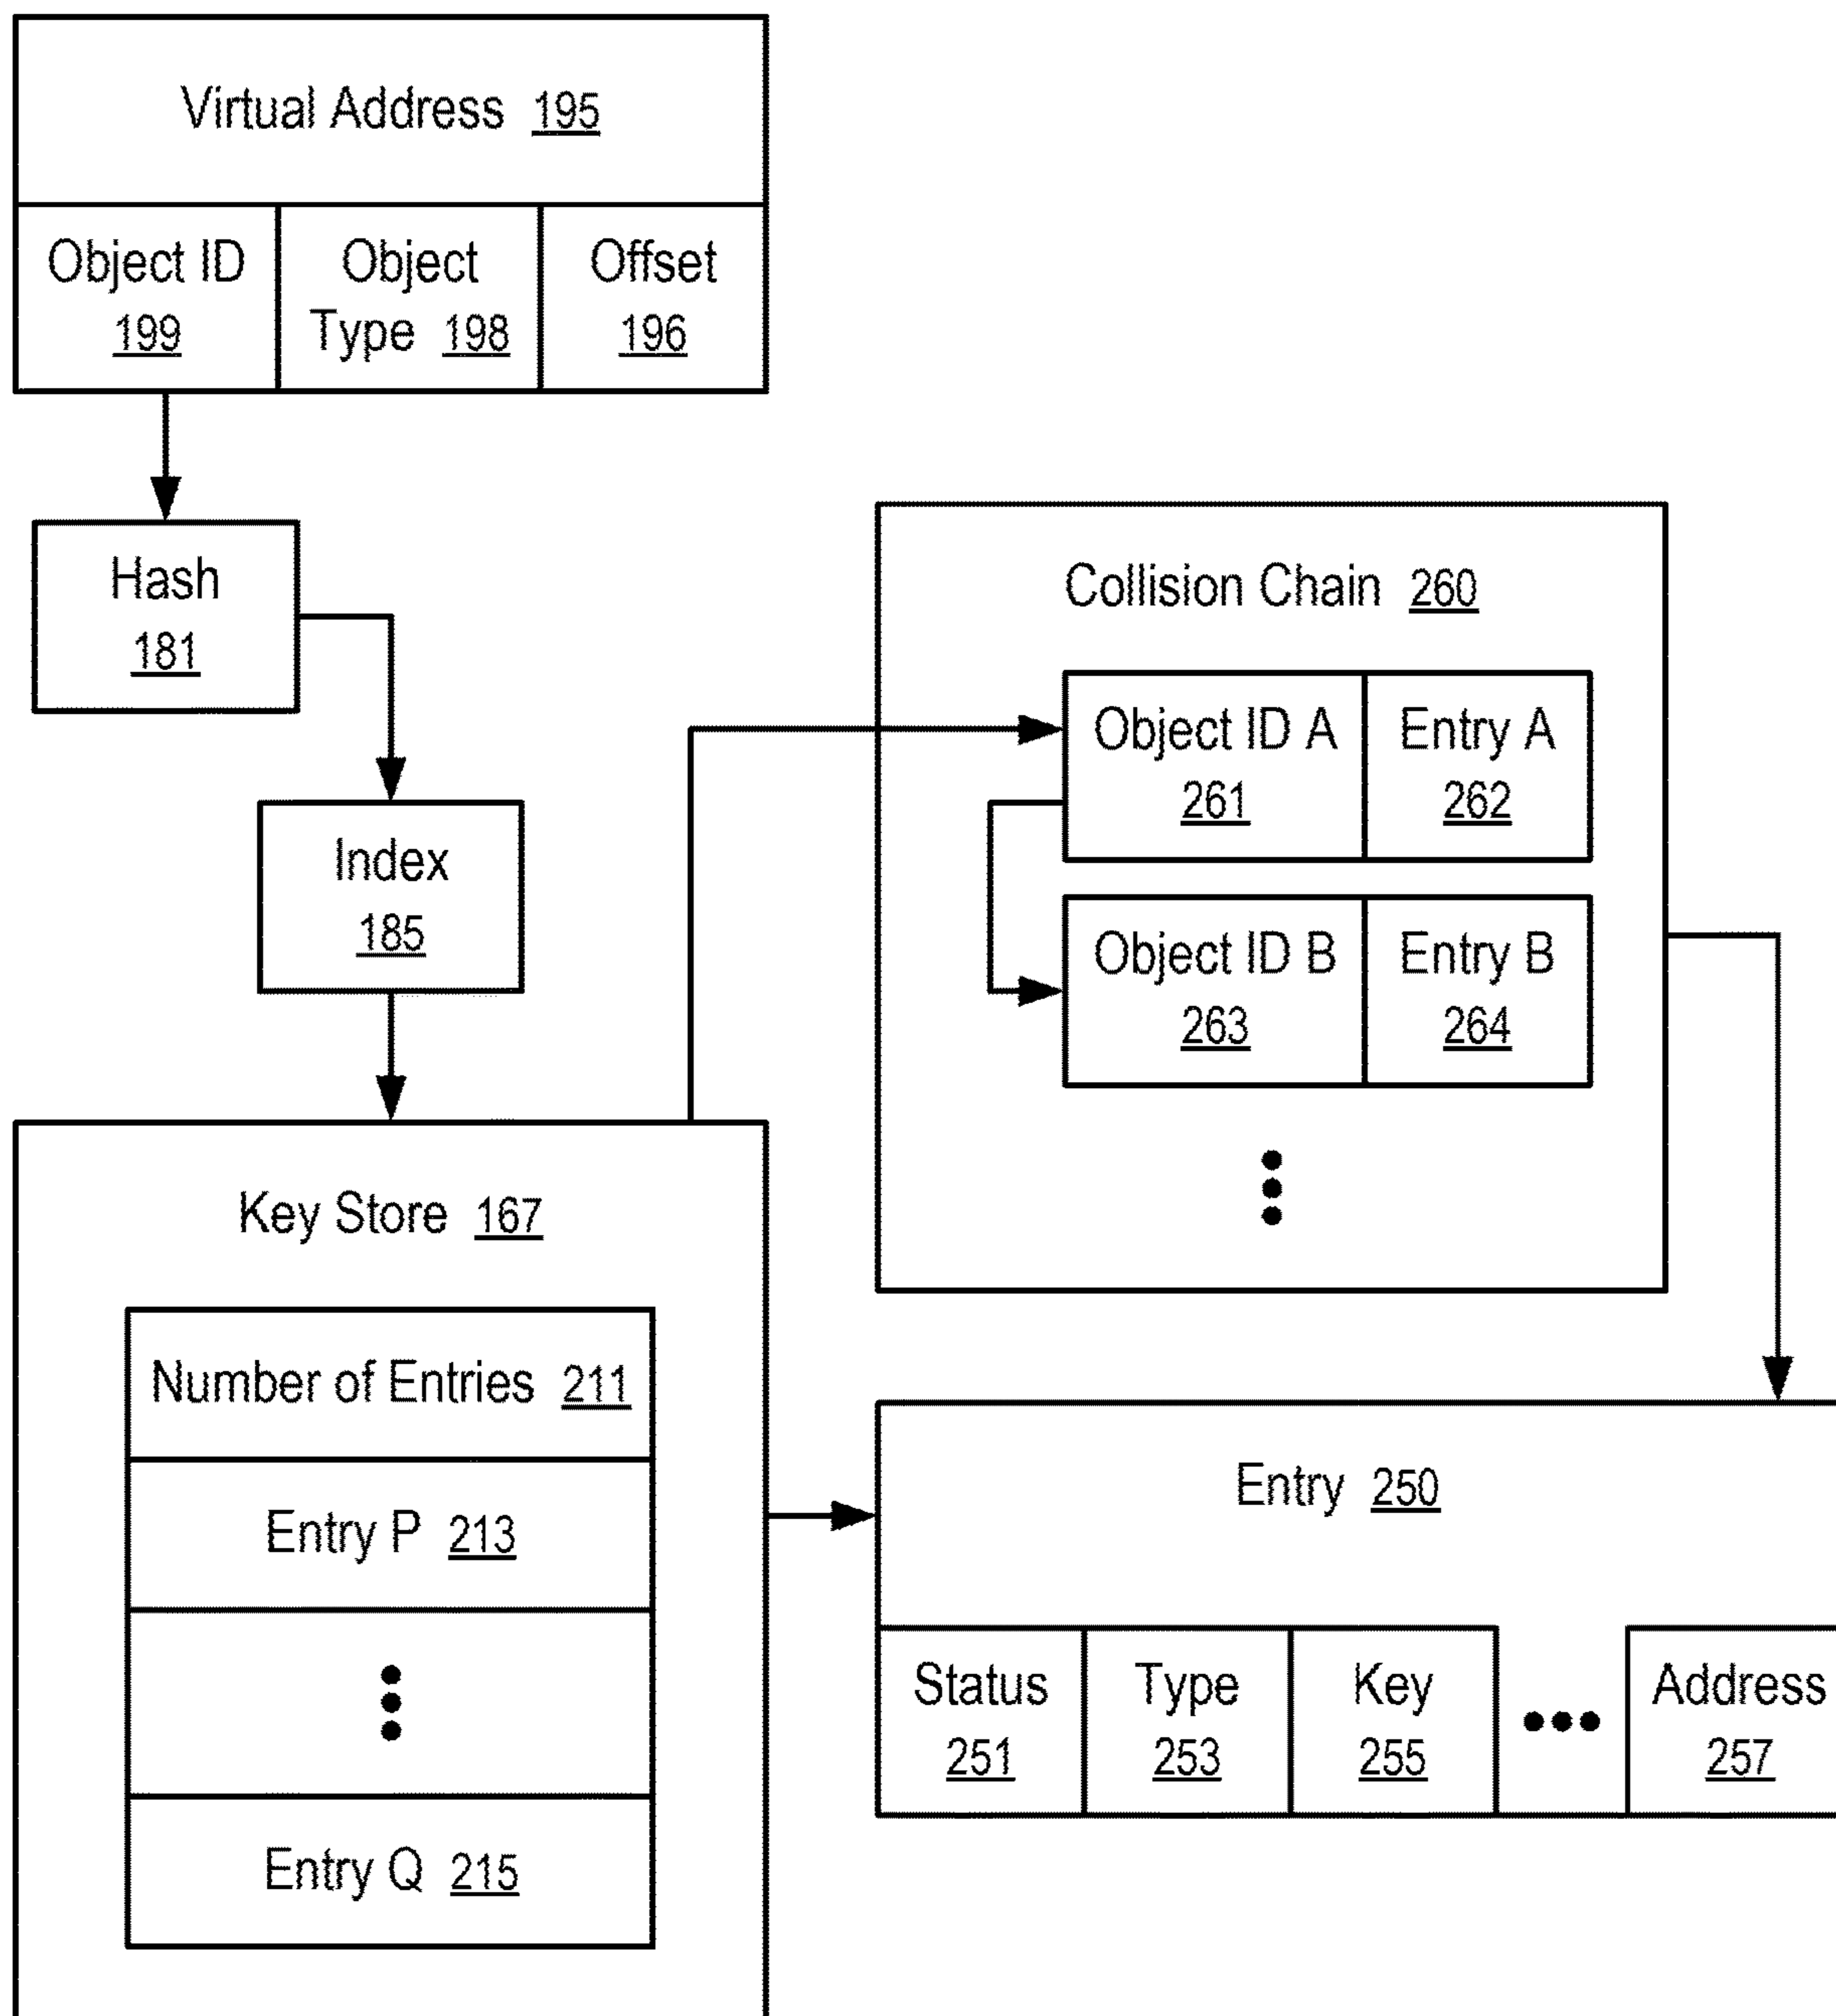 Virtual Address 195
Object ID
199
Object
Type 198
Offset
196
Hash
181
Index
185
Collision Chain 260
Object ID A
261
Entry A
262
Object ID B
263
Entry B
264
Key Store 167
Number of Entries 211
Entry P 213
Entry Q 215
Entry 250
Status
251
Type
253
Key
255
Address
257